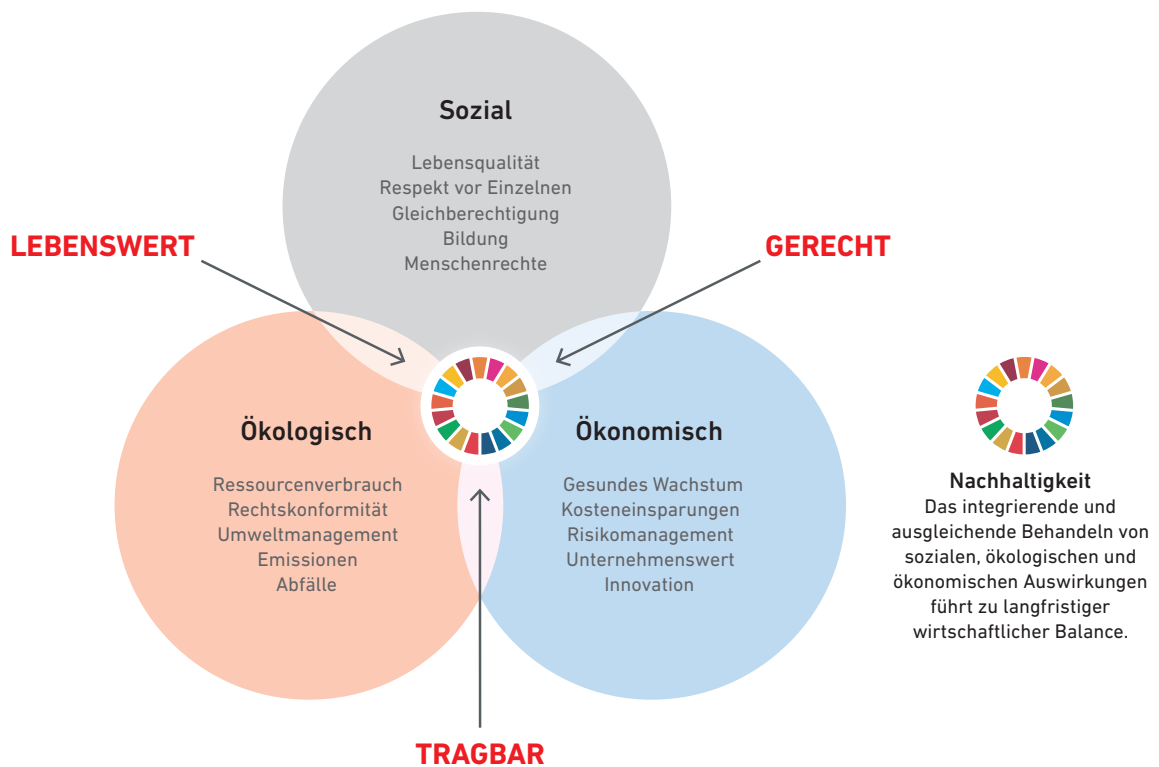 Sozial
Lebensqualität
Respekt vor Einzelnen
Gleichberechtigung
Bildung
Menschenrechte
LEBENSWERT
GERECHT
Ökologisch
Ressourcenverbrauch
Rechtskonformität
Umweltmanagement
Emissionen
Abfälle
Ökonomisch
Gesundes Wachstum
Kosteneinsparungen
Risikomanagement
Unternehmenswert
Innovation
TRAGBAR
Nachhaltigkeit
Das integrierende und
ausgleichende Behandeln von
sozialen, ökologischen und
ökonomischen Auswirkungen
führt zu langfristiger
wirtschaftlicher Balance.